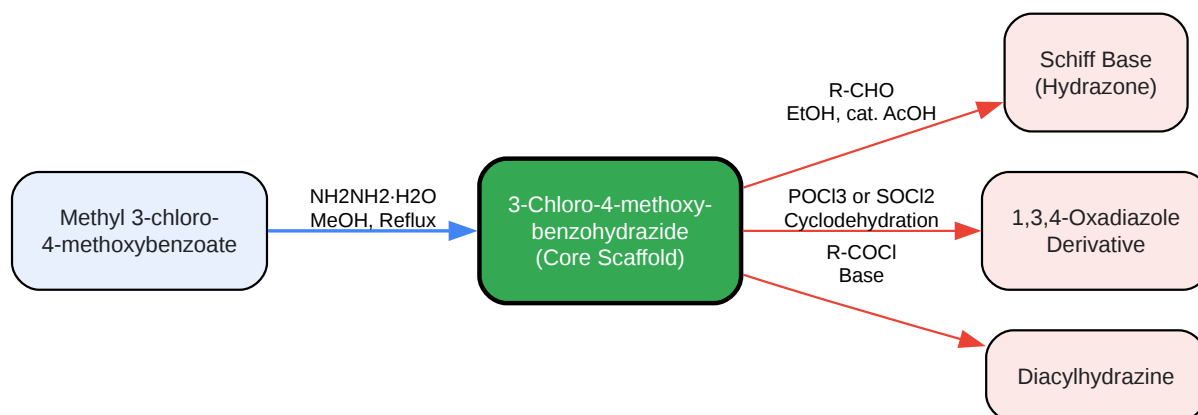 Methyl 3-chloro-
4-methoxybenzoate
NH2NH2·H2O
MeOH, Reflux
3-Chloro-4-methoxy-
benzohydrazide
(Core Scaffold)
R-CHO
EtOH, cat. AcOH
Schiff Base
(Hydrazone)
POCl3 or SOCl2
Cyclodehydration
1,3,4-Oxadiazole
Derivative
R-COCl
Base
Diacylhydrazine